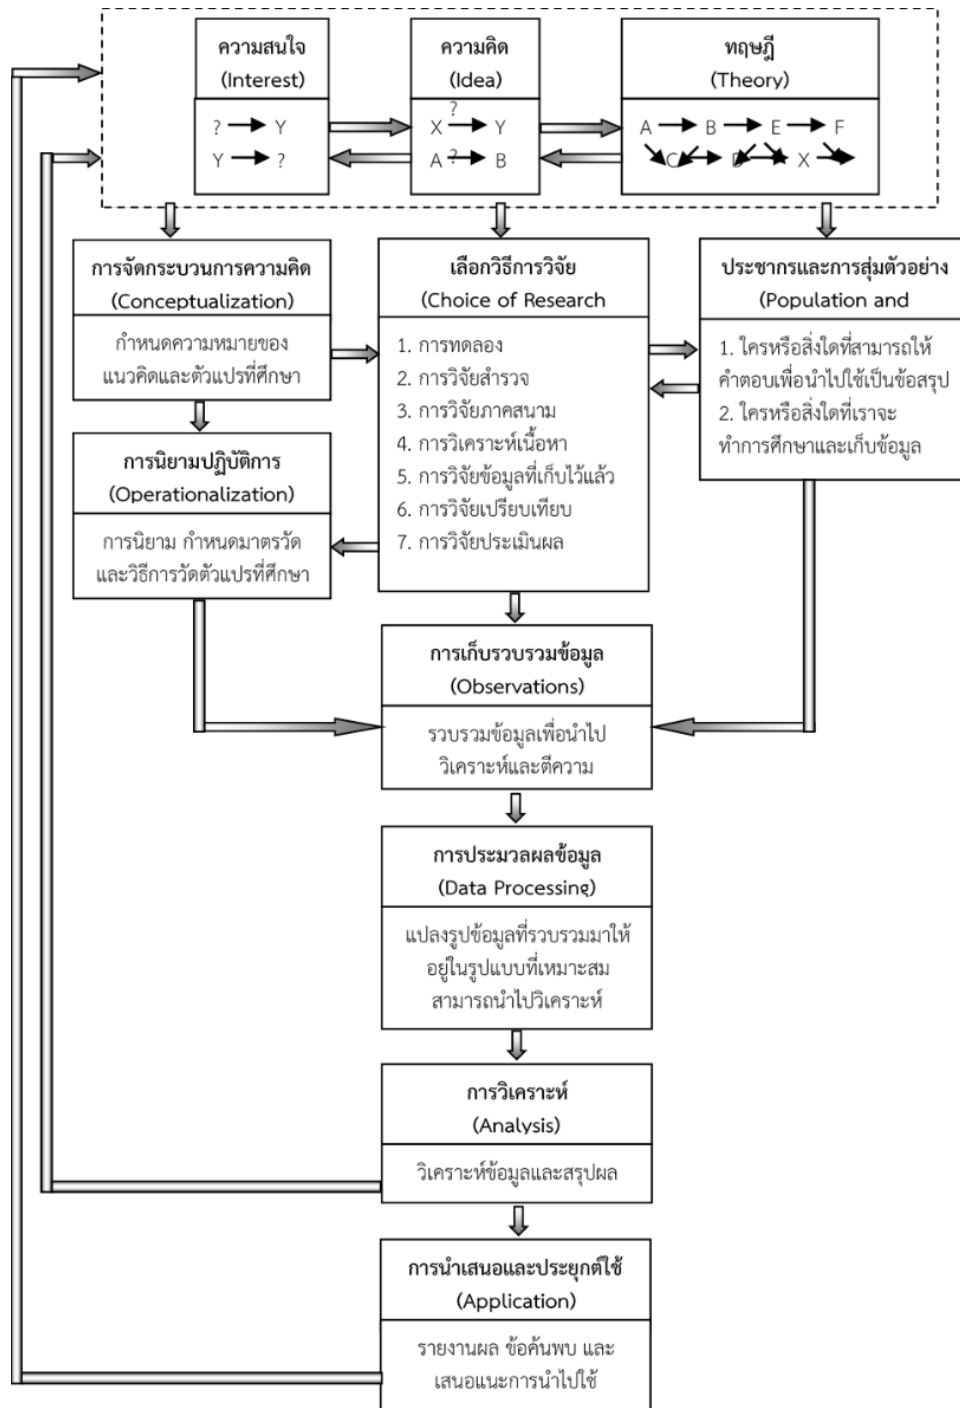 ความสนใจ
(Interest)
? Y
Y ?
ความคิด
(Idea)
?
X Y
?
A B
ทฤษฎี
(Theory)
A B E F
C D X
การจัดกระบวนการความคิด
(Conceptualization)
กำหนดความหมายของ
แนวคิดและตัวแปรที่ศึกษา
เลือกวิธีการวิจัย
(Choice of Research
1. การทดลอง
2. การวิจัยสำรวจ
3. การวิจัยภาคสนาม
4. การวิเคราะห์เนื้อหา
5. การวิจัยข้อมูลที่เก็บไว้แล้ว
6. การวิจัยเปรียบเทียบ
7. การวิจัยประเมินผล
ประชากรและการสุ่มตัวอย่าง
(Population and
1. ใครหรือสิ่งใดที่สามารถให้
คำตอบเพื่อนำไปใช้เป็นข้อสรุป
2. ใครหรือสิ่งใดที่เราจะ
ทำการศึกษาและเก็บข้อมูล
การนิยามปฏิบัติการ
(Operationalization)
การนิยาม กำหนดมาตรวัด
และวิธีการวัดตัวแปรที่ศึกษา
การเก็บรวบรวมข้อมูล
(Observations)
รวบรวมข้อมูลเพื่อนำไป
วิเคราะห์และตีความ
การประมวลผลข้อมูล
(Data Processing)
แปลงรูปข้อมูลที่รวบรวมมาให้
อยู่ในรูปแบบที่เหมาะสม
สามารถนำไปวิเคราะห์
การวิเคราะห์
(Analysis)
วิเคราะห์ข้อมูลและสรุปผล
การนำเสนอและประยุกต์ใช้
(Application)
รายงานผล ข้อค้นพบ และ
เสนอแนะการนำไปใช้